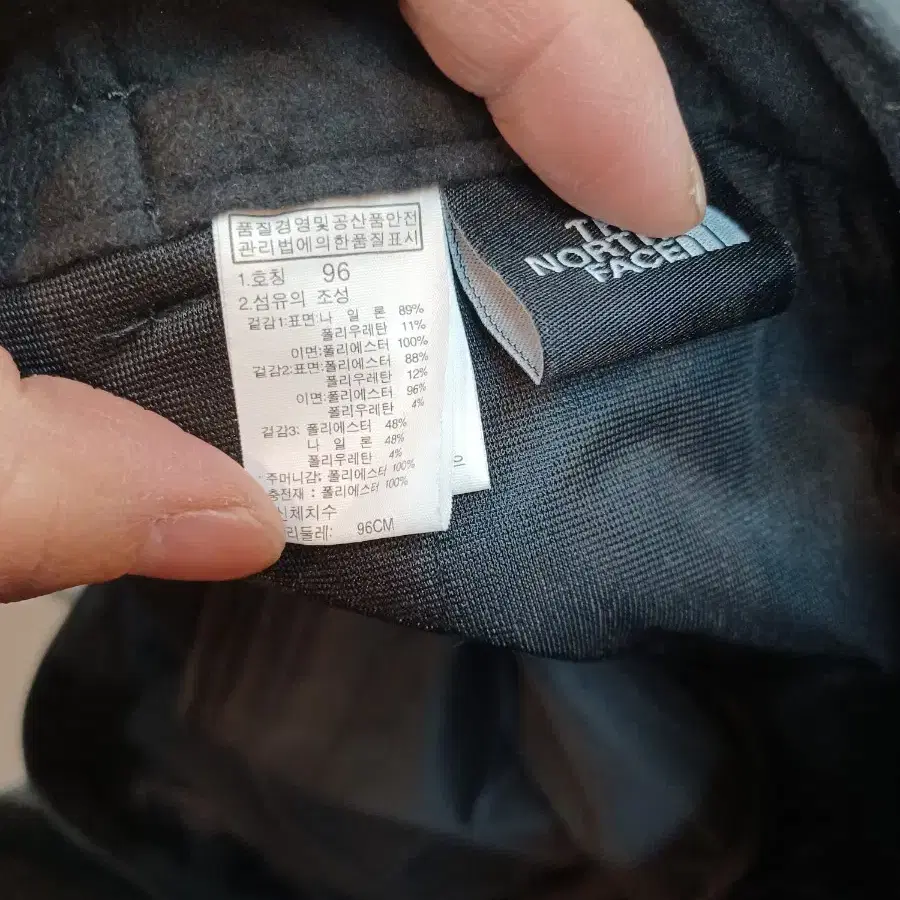 품질경영및공산품안전
관리법에의한품질표시
1.호칭 96
2.섬유의 조성
겉감1:표면:나 일 론 89%
폴리우레탄 11%
이면:폴리에스터 100%
겉감2:표면:폴리에스터 88%
폴리우레탄 12%
이면:폴리에스터 96%
폴리우레탄 4%
겉감3: 폴리에스터 48%
나 일 론 48%
폴리우레탄 4%
주머니감: 폴리에스터 100%
충전재 : 폴리에스터 100%
신체치수
리둘레: 96CM
으
NORTH
FACE